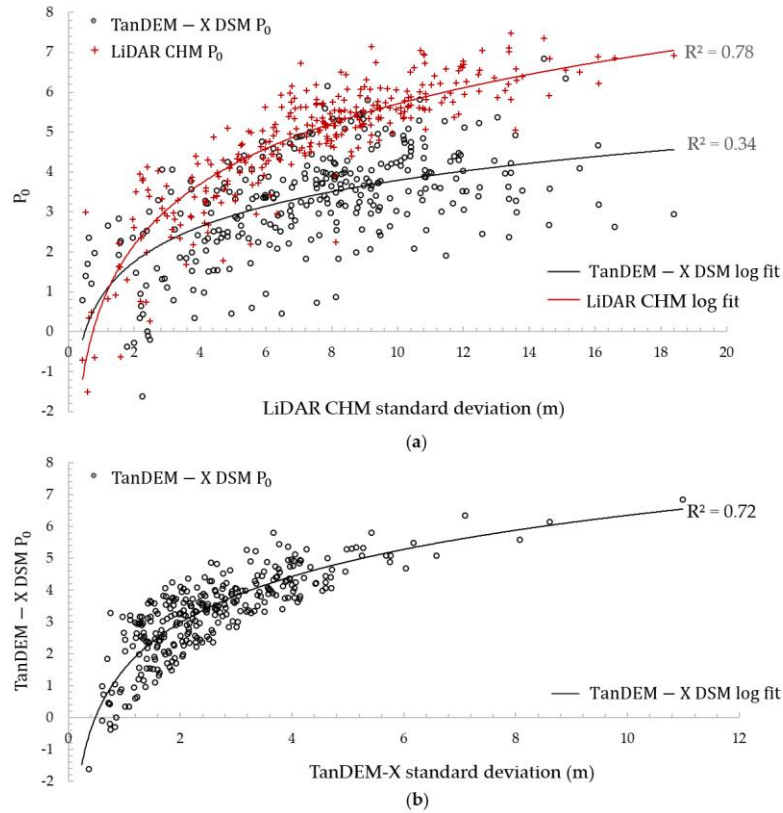 TanDEM − X DSM P₀
LiDAR CHM P₀
8
7
6
5
4
3
2
1
0
-1
-2
P₀
R² = 0.78
R² = 0.34
TanDEM − X DSM log fit
LiDAR CHM log fit
0 2 4 6 8 10 12 14 16 18 20
LiDAR CHM standard deviation (m)
(a)
TanDEM − X DSM P₀
8
7
6
5
4
3
2
1
0
-1
-2
TanDEM − X DSM P₀
R² = 0.72
TanDEM − X DSM log fit
0 2 4 6 8 10 12
TanDEM-X standard deviation (m)
(b)